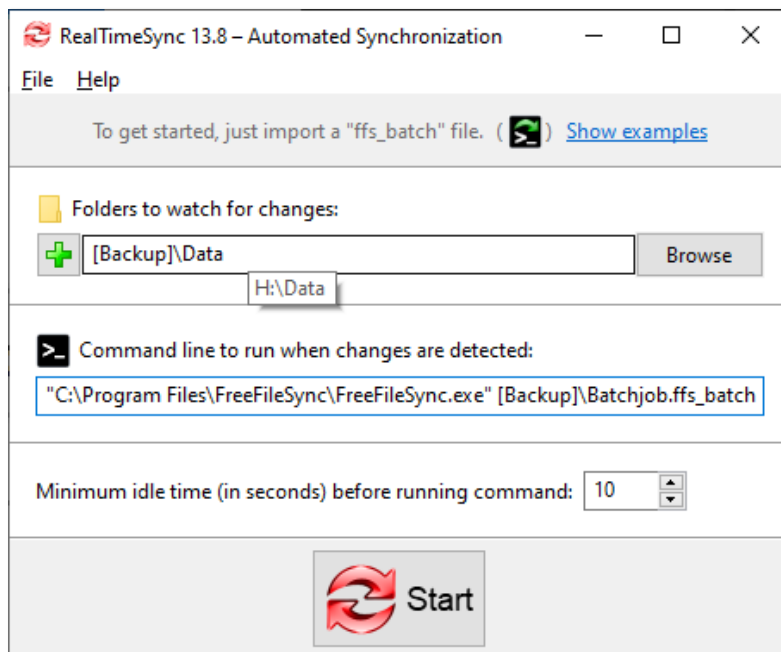 RealTimeSync 13.8 – Automated Synchronization
File Help
To get started, just import a "ffs_batch" file. ( ) Show examples
Folders to watch for changes:
[Backup]\Data
Browse
H:\Data
>_ Command line to run when changes are detected:
"C:\Program Files\FreeFileSync\FreeFileSync.exe" [Backup]\Batchjob.ffs_batch
Minimum idle time (in seconds) before running command: 10
Start